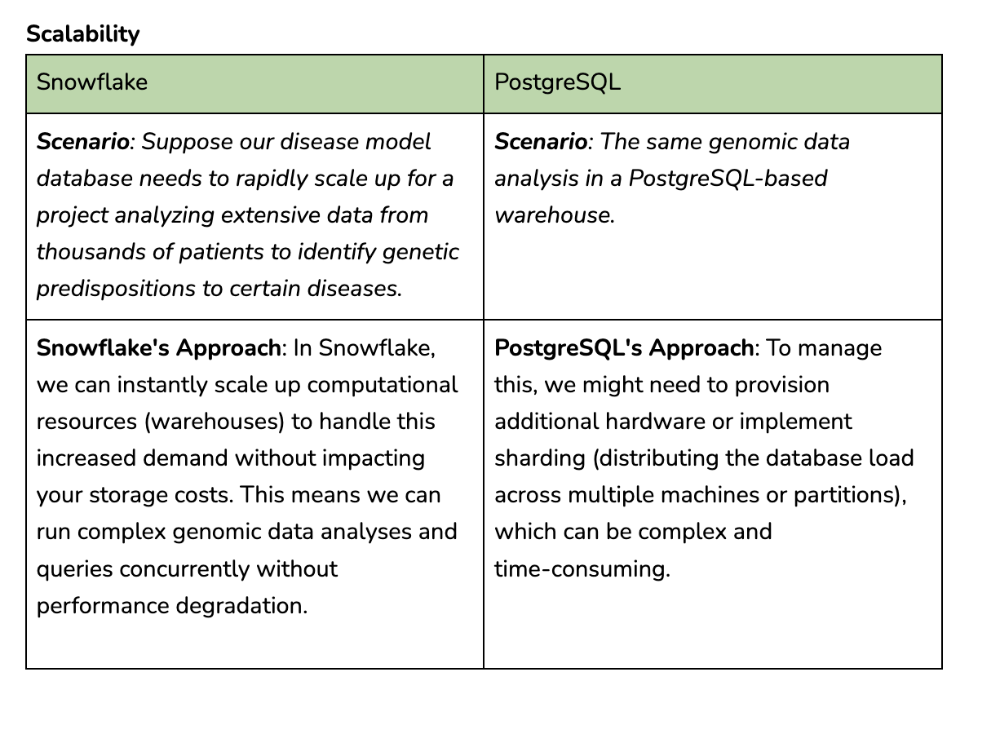 Scalability
Snowflake
PostgreSQL
Scenario: Suppose our disease model
database needs to rapidly scale up for a
project analyzing extensive data from
thousands of patients to identify genetic
predispositions to certain diseases.
Scenario: The same genomic data
analysis in a PostgreSQL-based
warehouse.
Snowflake's Approach: In Snowflake,
we can instantly scale up computational
resources (warehouses) to handle this
increased demand without impacting
your storage costs. This means we can
run complex genomic data analyses and
queries concurrently without
performance degradation.
PostgreSQL's Approach: To manage
this, we might need to provision
additional hardware or implement
sharding (distributing the database load
across multiple machines or partitions),
which can be complex and
time-consuming.